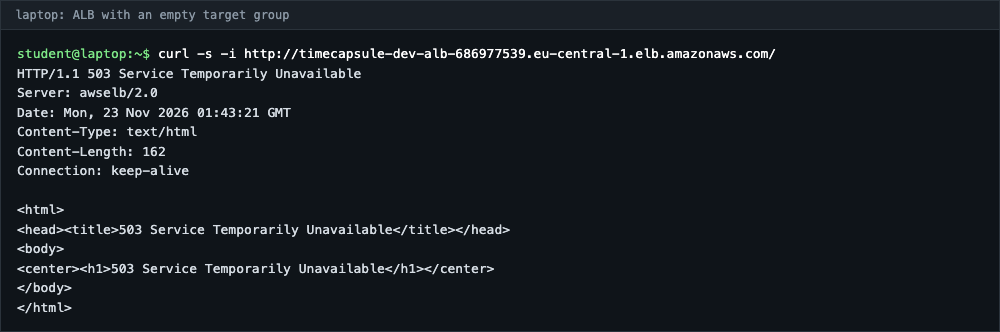 laptop: ALB with an empty target group
student@laptop:~$ curl -s -i http://timecapsule-dev-alb-686977539.eu-central-1.elb.amazonaws.com/
HTTP/1.1 503 Service Temporarily Unavailable
Server: awselb/2.0
Date: Mon, 23 Nov 2026 01:43:21 GMT
Content-Type: text/html
Content-Length: 162
Connection: keep-alive
<html>
<head><title>503 Service Temporarily Unavailable</title></head>
<body>
<center><h1>503 Service Temporarily Unavailable</h1></center>
</body>
</html>